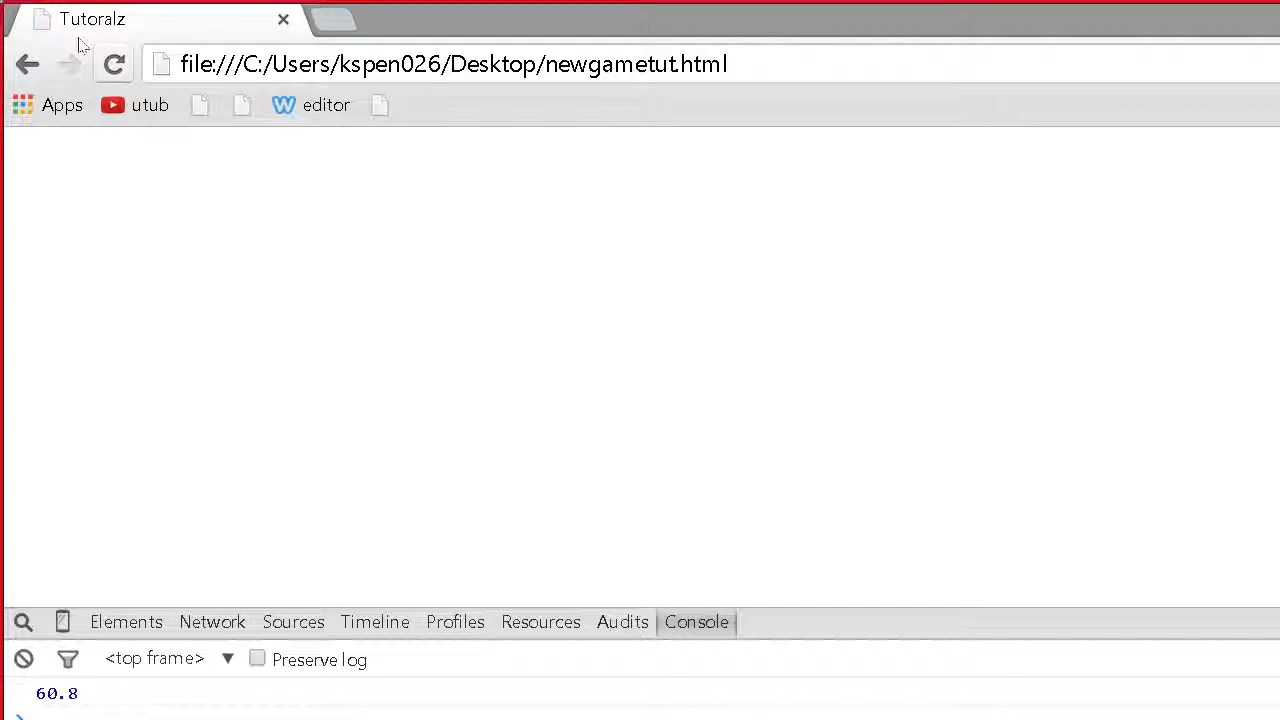 Tutoralz
file:///C:/Users/kspen026/Desktop/newgametut.html
Apps utub editor
Elements Network Sources Timeline Profiles Resources Audits Console
<top frame> ▼ Preserve log
60.8